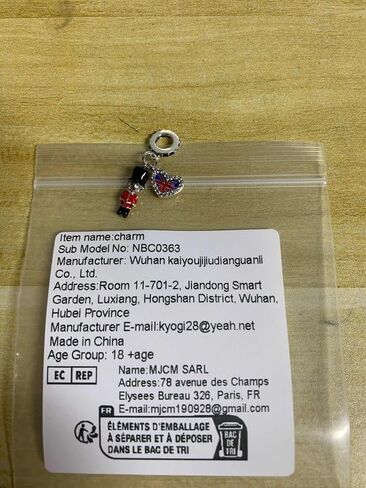 Item name:charm
Sub Model No: NBC0363
Manufacturer: Wuhan kaiyoujijiudianguanli
Co., Ltd.
Address:Room 11-701-2, Jiandong Smart
Garden, Luxiang, Hongshan District, Wuhan,
Hubei Province
Manufacturer E-mail:kyogi28@yeah.net
Made in China
Age Group: 18 +age
EC REP
Name:MJCM SARL
Address:78 avenue des Champs
Elysees Bureau 326, Paris, FR
E-mail:mjcm190928@gmail.com
FR
ÉLÉMENTS D'EMBALLAGE
À SÉPARER ET À DÉPOSER
DANS LE BAC DE TRI
BAC
DE
TRI